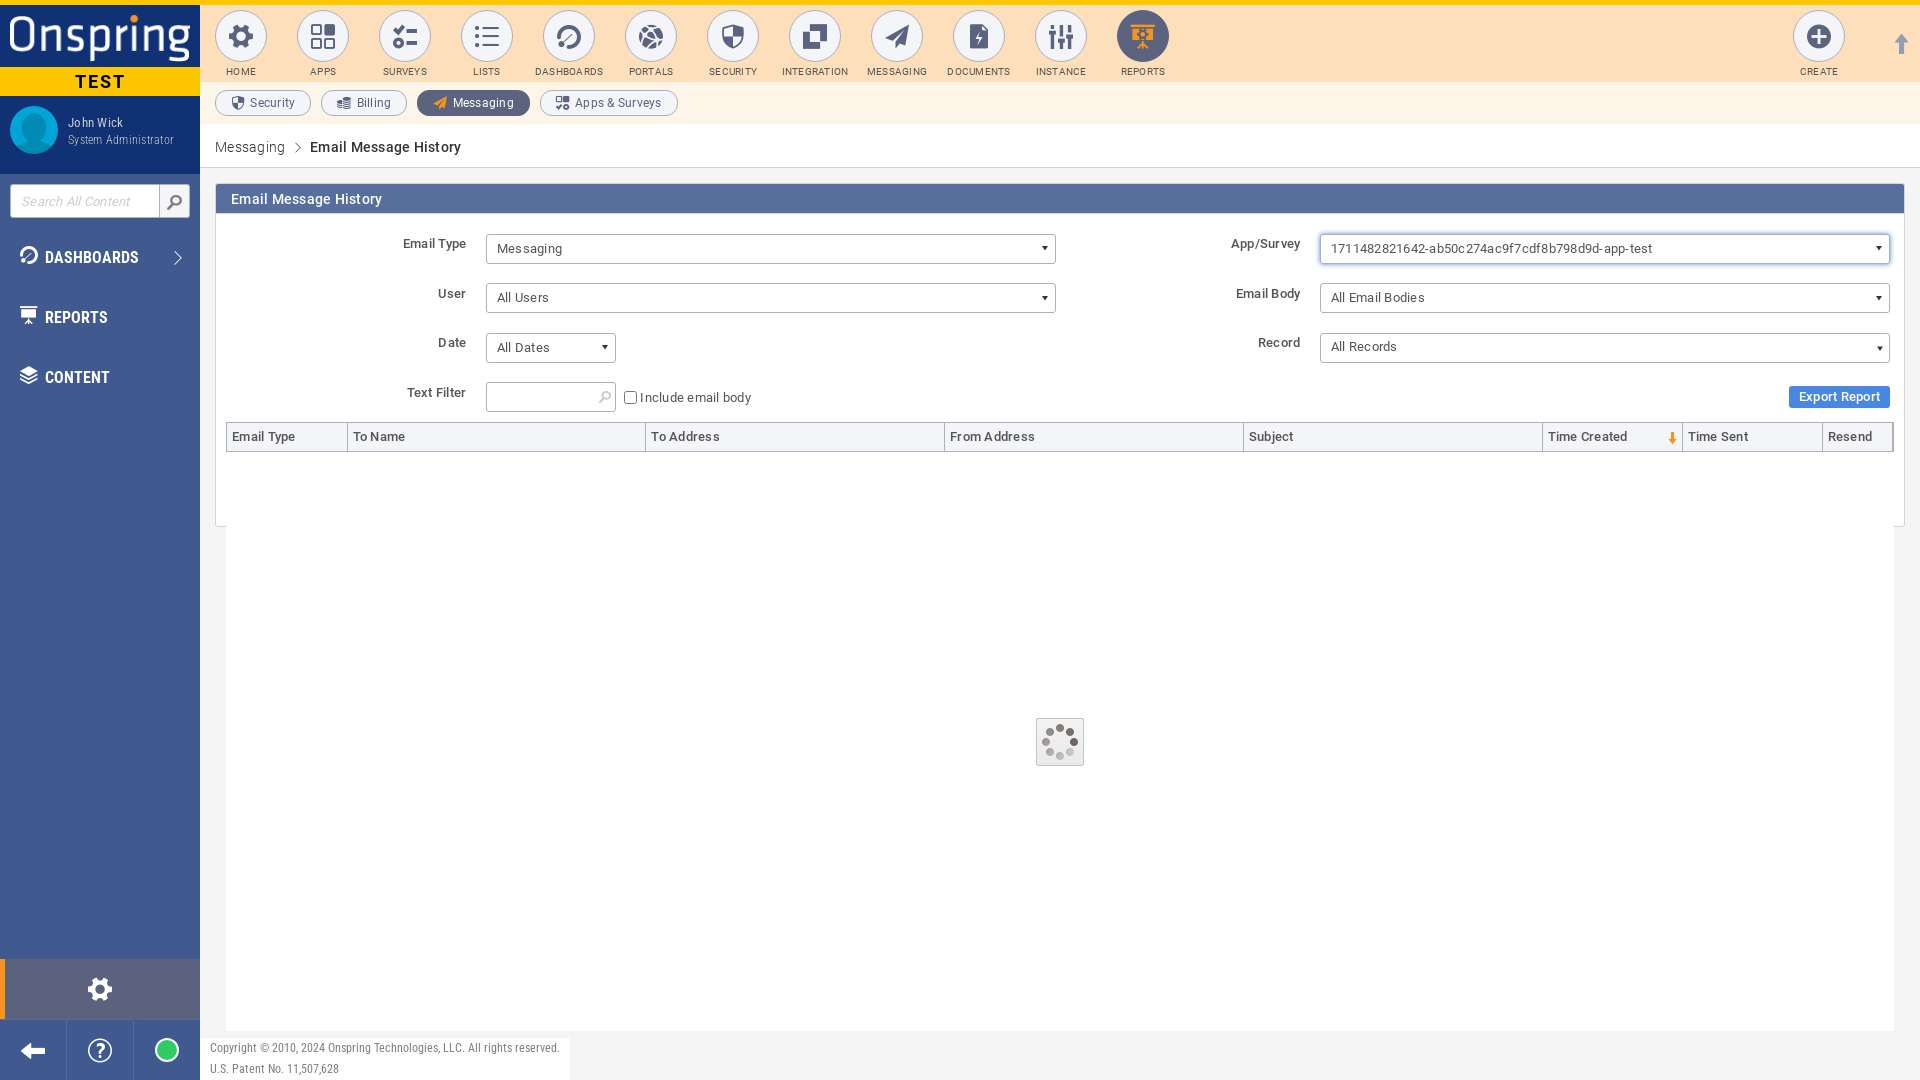 Onspring
TEST
John Wick
System Administrator
Search All Content
DASHBOARDS
REPORTS
CONTENT
HOME
APPS
SURVEYS
LISTS
DASHBOARDS
PORTALS
SECURITY
INTEGRATION
MESSAGING
DOCUMENTS
INSTANCE
REPORTS
CREATE
Security
Billing
Messaging
Apps & Surveys
Messaging
Email Message History
Email Message History
Email Type
Messaging
App/Survey
1711482821642-ab50c274ac9f7cdf8b798d9d-app-test
User
All Users
Email Body
All Email Bodies
Date
All Dates
Record
All Records
Text Filter
Include email body
Export Report
Email Type
To Name
To Address
From Address
Subject
Time Created
Time Sent
Resend
Copyright © 2010, 2024 Onspring Technologies, LLC. All rights reserved.
U.S. Patent No. 11,507,628